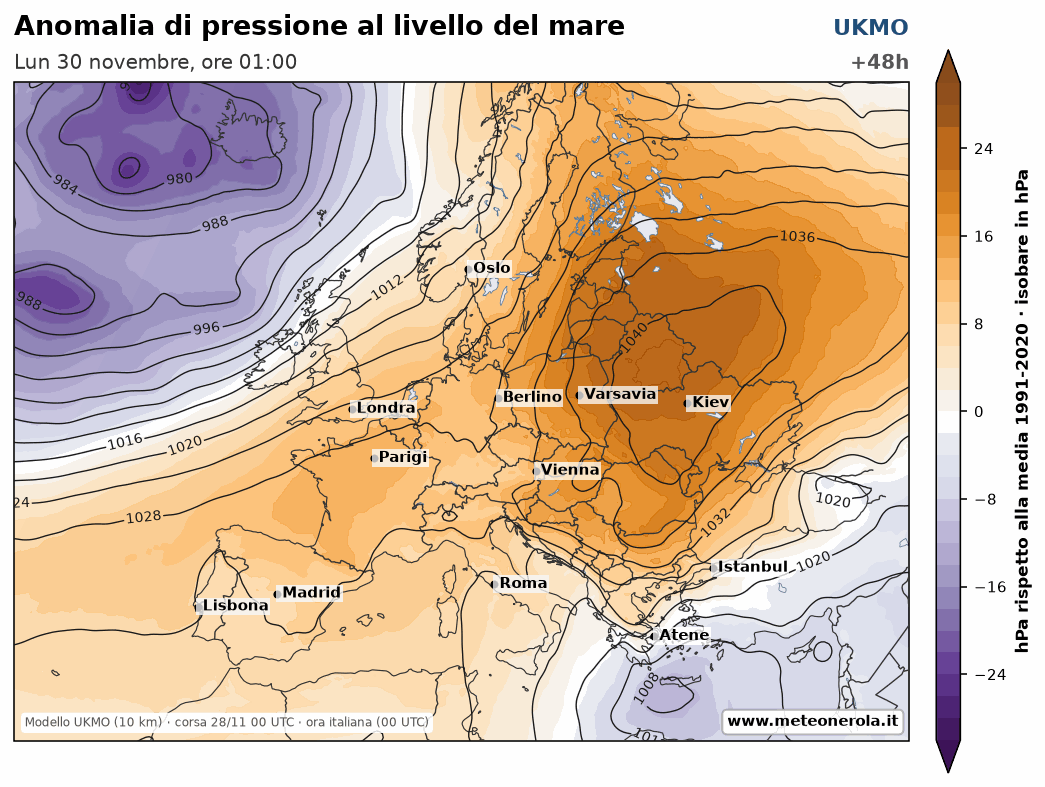 Anomalia di pressione al livello del mare
UKMO
Lun 30 novembre, ore 01:00
+48h
980
984
988
988
996
1012
1016
1020
24
1028
1036
1040
1032
1020
1020
1008
Oslo
Berlino
Varsavia
Kiev
Londra
Parigi
Vienna
Istanbul
Madrid
Lisbona
Roma
Atene
24
16
8
0
−8
−16
−24
hPa rispetto alla media 1991-2020 · isobare in hPa
Modello UKMO (10 km) · corsa 28/11 00 UTC · ora italiana (00 UTC)
www.meteonerola.it